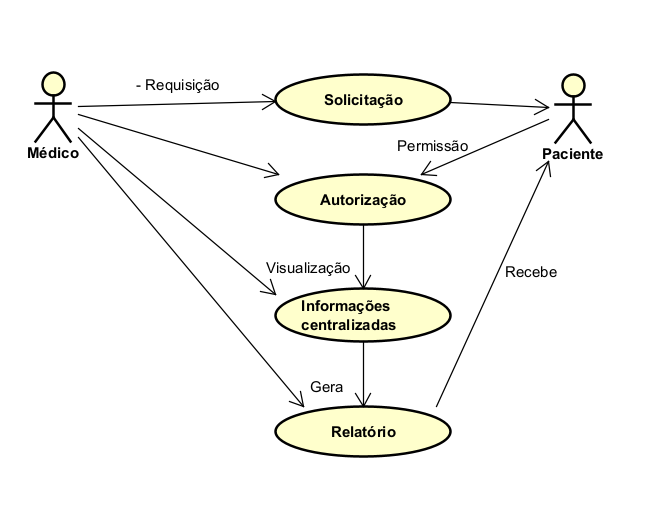 - Requisição
Solicitação
Médico
Permissão
Paciente
Autorização
Visualização
Recebe
Informações
centralizadas
Gera
Relatório